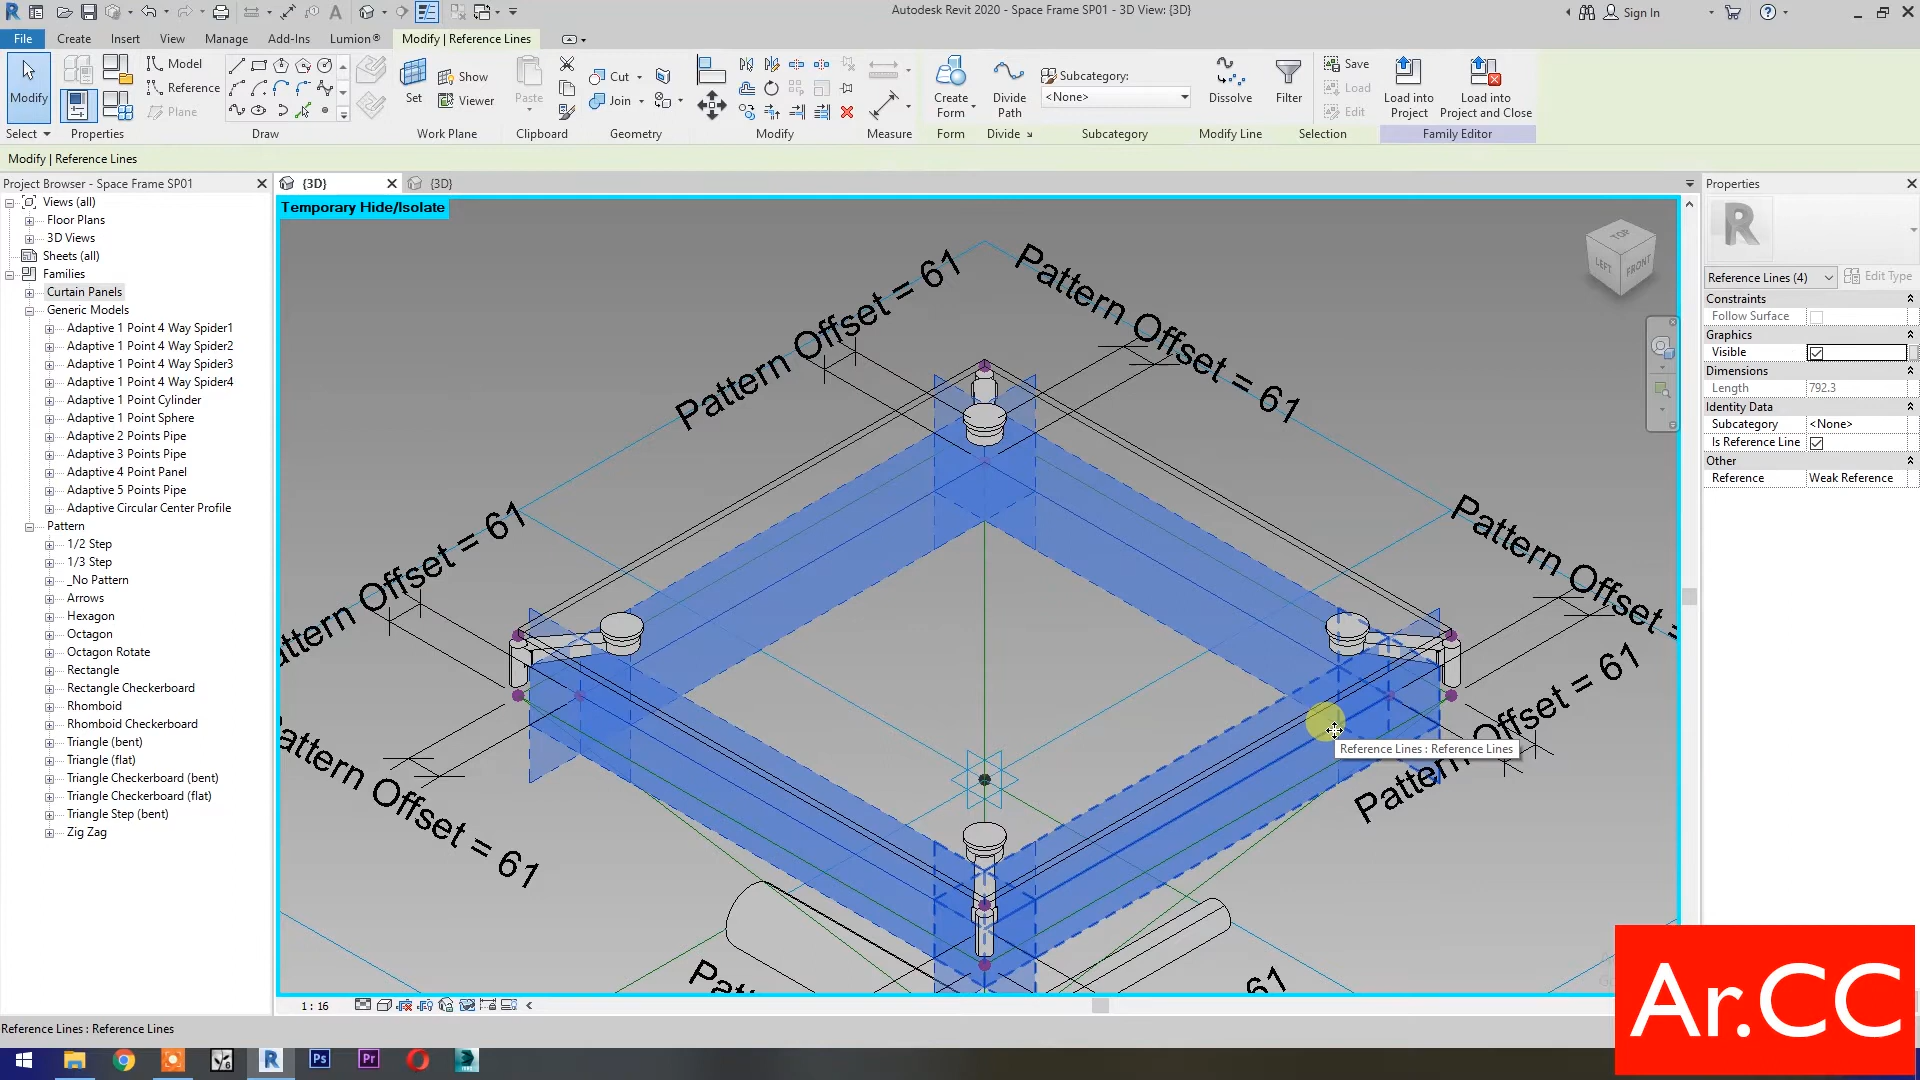 Autodesk Revit 2020 - Space Frame SP01 - 3D View: {3D}
Sign In
File
Create
Insert
View
Manage
Add-Ins
Lumion®
Modify | Reference Lines
Modify
Select
Properties
Model
Reference
Plane
Draw
Set
Show
Viewer
Work Plane
Paste
Clipboard
Cut
Join
Geometry
Modify
Measure
Create
Form
Form
Divide
Path
Divide
Subcategory:
<None>
Subcategory
Dissolve
Modify Line
Filter
Save
Load
Edit
Selection
Load into
Project
Load into
Project and Close
Family Editor
Modify | Reference Lines
Project Browser - Space Frame SP01
Views (all)
Floor Plans
3D Views
Sheets (all)
Families
Curtain Panels
Generic Models
Adaptive 1 Point 4 Way Spider1
Adaptive 1 Point 4 Way Spider2
Adaptive 1 Point 4 Way Spider3
Adaptive 1 Point 4 Way Spider4
Adaptive 1 Point Cylinder
Adaptive 1 Point Sphere
Adaptive 2 Points Pipe
Adaptive 3 Points Pipe
Adaptive 4 Point Panel
Adaptive 5 Points Pipe
Adaptive Circular Center Profile
Pattern
1/2 Step
1/3 Step
_No Pattern
Arrows
Hexagon
Octagon
Octagon Rotate
Rectangle
Rectangle Checkerboard
Rhomboid
Rhomboid Checkerboard
Triangle (bent)
Triangle (flat)
Triangle Checkerboard (bent)
Triangle Checkerboard (flat)
Triangle Step (bent)
Zig Zag
{3D}
{3D}
Temporary Hide/Isolate
Pattern Offset = 61
Pattern Offset = 61
attern Offset = 61
Pattern Offset =
Pattern Offset = 61
attern Offset = 61
Pa
61
TOP
LEFT
FRONT
Reference Lines : Reference Lines
1 : 16
Properties
Reference Lines (4)
Edit Type
Constraints
Follow Surface
Graphics
Visible
Dimensions
Length 792.3
Identity Data
Subcategory <None>
Is Reference Line
Other
Reference Weak Reference
Reference Lines : Reference Lines
Ps
Pr
Ar.CC